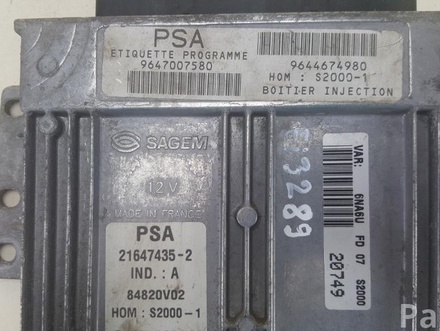 PSA
ETIQUETTE PROGRAMME
9647007580
9644674980
HOM : S2000-1
BOITIER INJECTION
SAGEM
12 V
MADE IN FRANCE
PSA
21647435-2
IND. : A
84820V02
HOM : S2000-1
3289
VAR: 6NA6U FD 07 S2000
20749
Pa